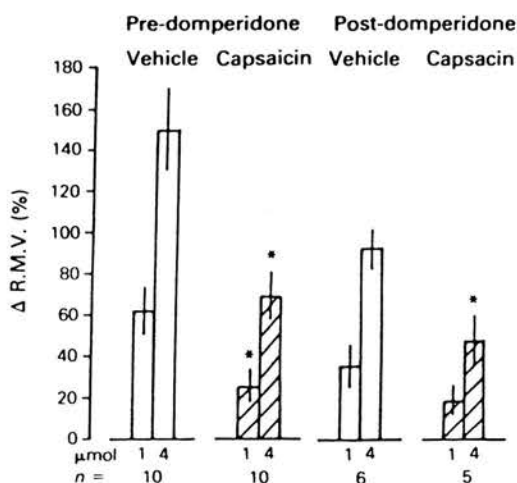 Pre-domperidone Post-domperidone
Vehicle Capsaicin Vehicle Capsacin
Δ R.M.V. (%)
180
160
140
120
100
80
60
40
20
0
* * *
μmol 1 4 1 4 1 4 1 4
n = 10 10 6 5